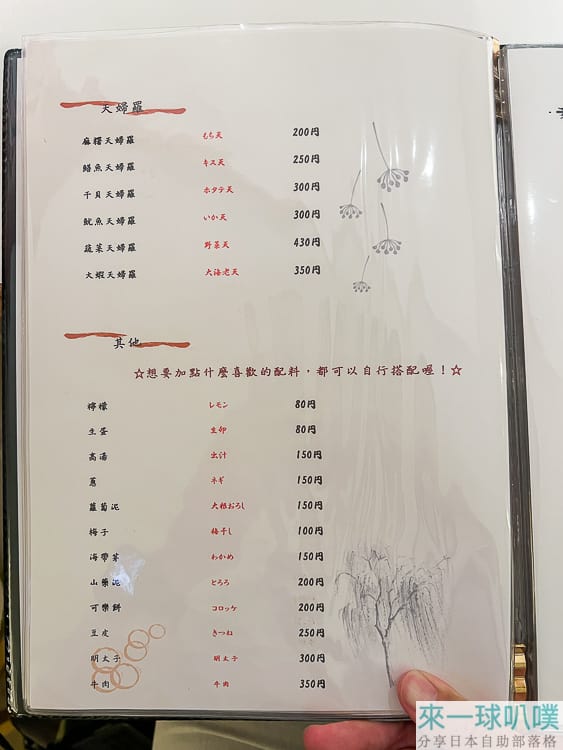 天婦羅
麻糬天婦羅 もち天 200円
鱚魚天婦羅 キス天 250円
干貝天婦羅 ホタテ天 300円
魷魚天婦羅 いか天 300円
蔬菜天婦羅 野菜天 430円
大蝦天婦羅 大海老天 350円
其他
☆想要加點什麼喜歡的配料，都可以自行搭配喔！☆
檸檬 レモン 80円
生蛋 生卵 80円
高湯 出汁 150円
蔥 ネギ 150円
蘿蔔泥 大根おろし 150円
梅子 梅干し 100円
海帶芽 わかめ 150円
山藥泥 とろろ 200円
可樂餅 コロッケ 200円
豆皮 きつね 250円
明太子 明太子 300円
牛肉 牛肉 350円
來一球叭噗
分享日本自助部落格